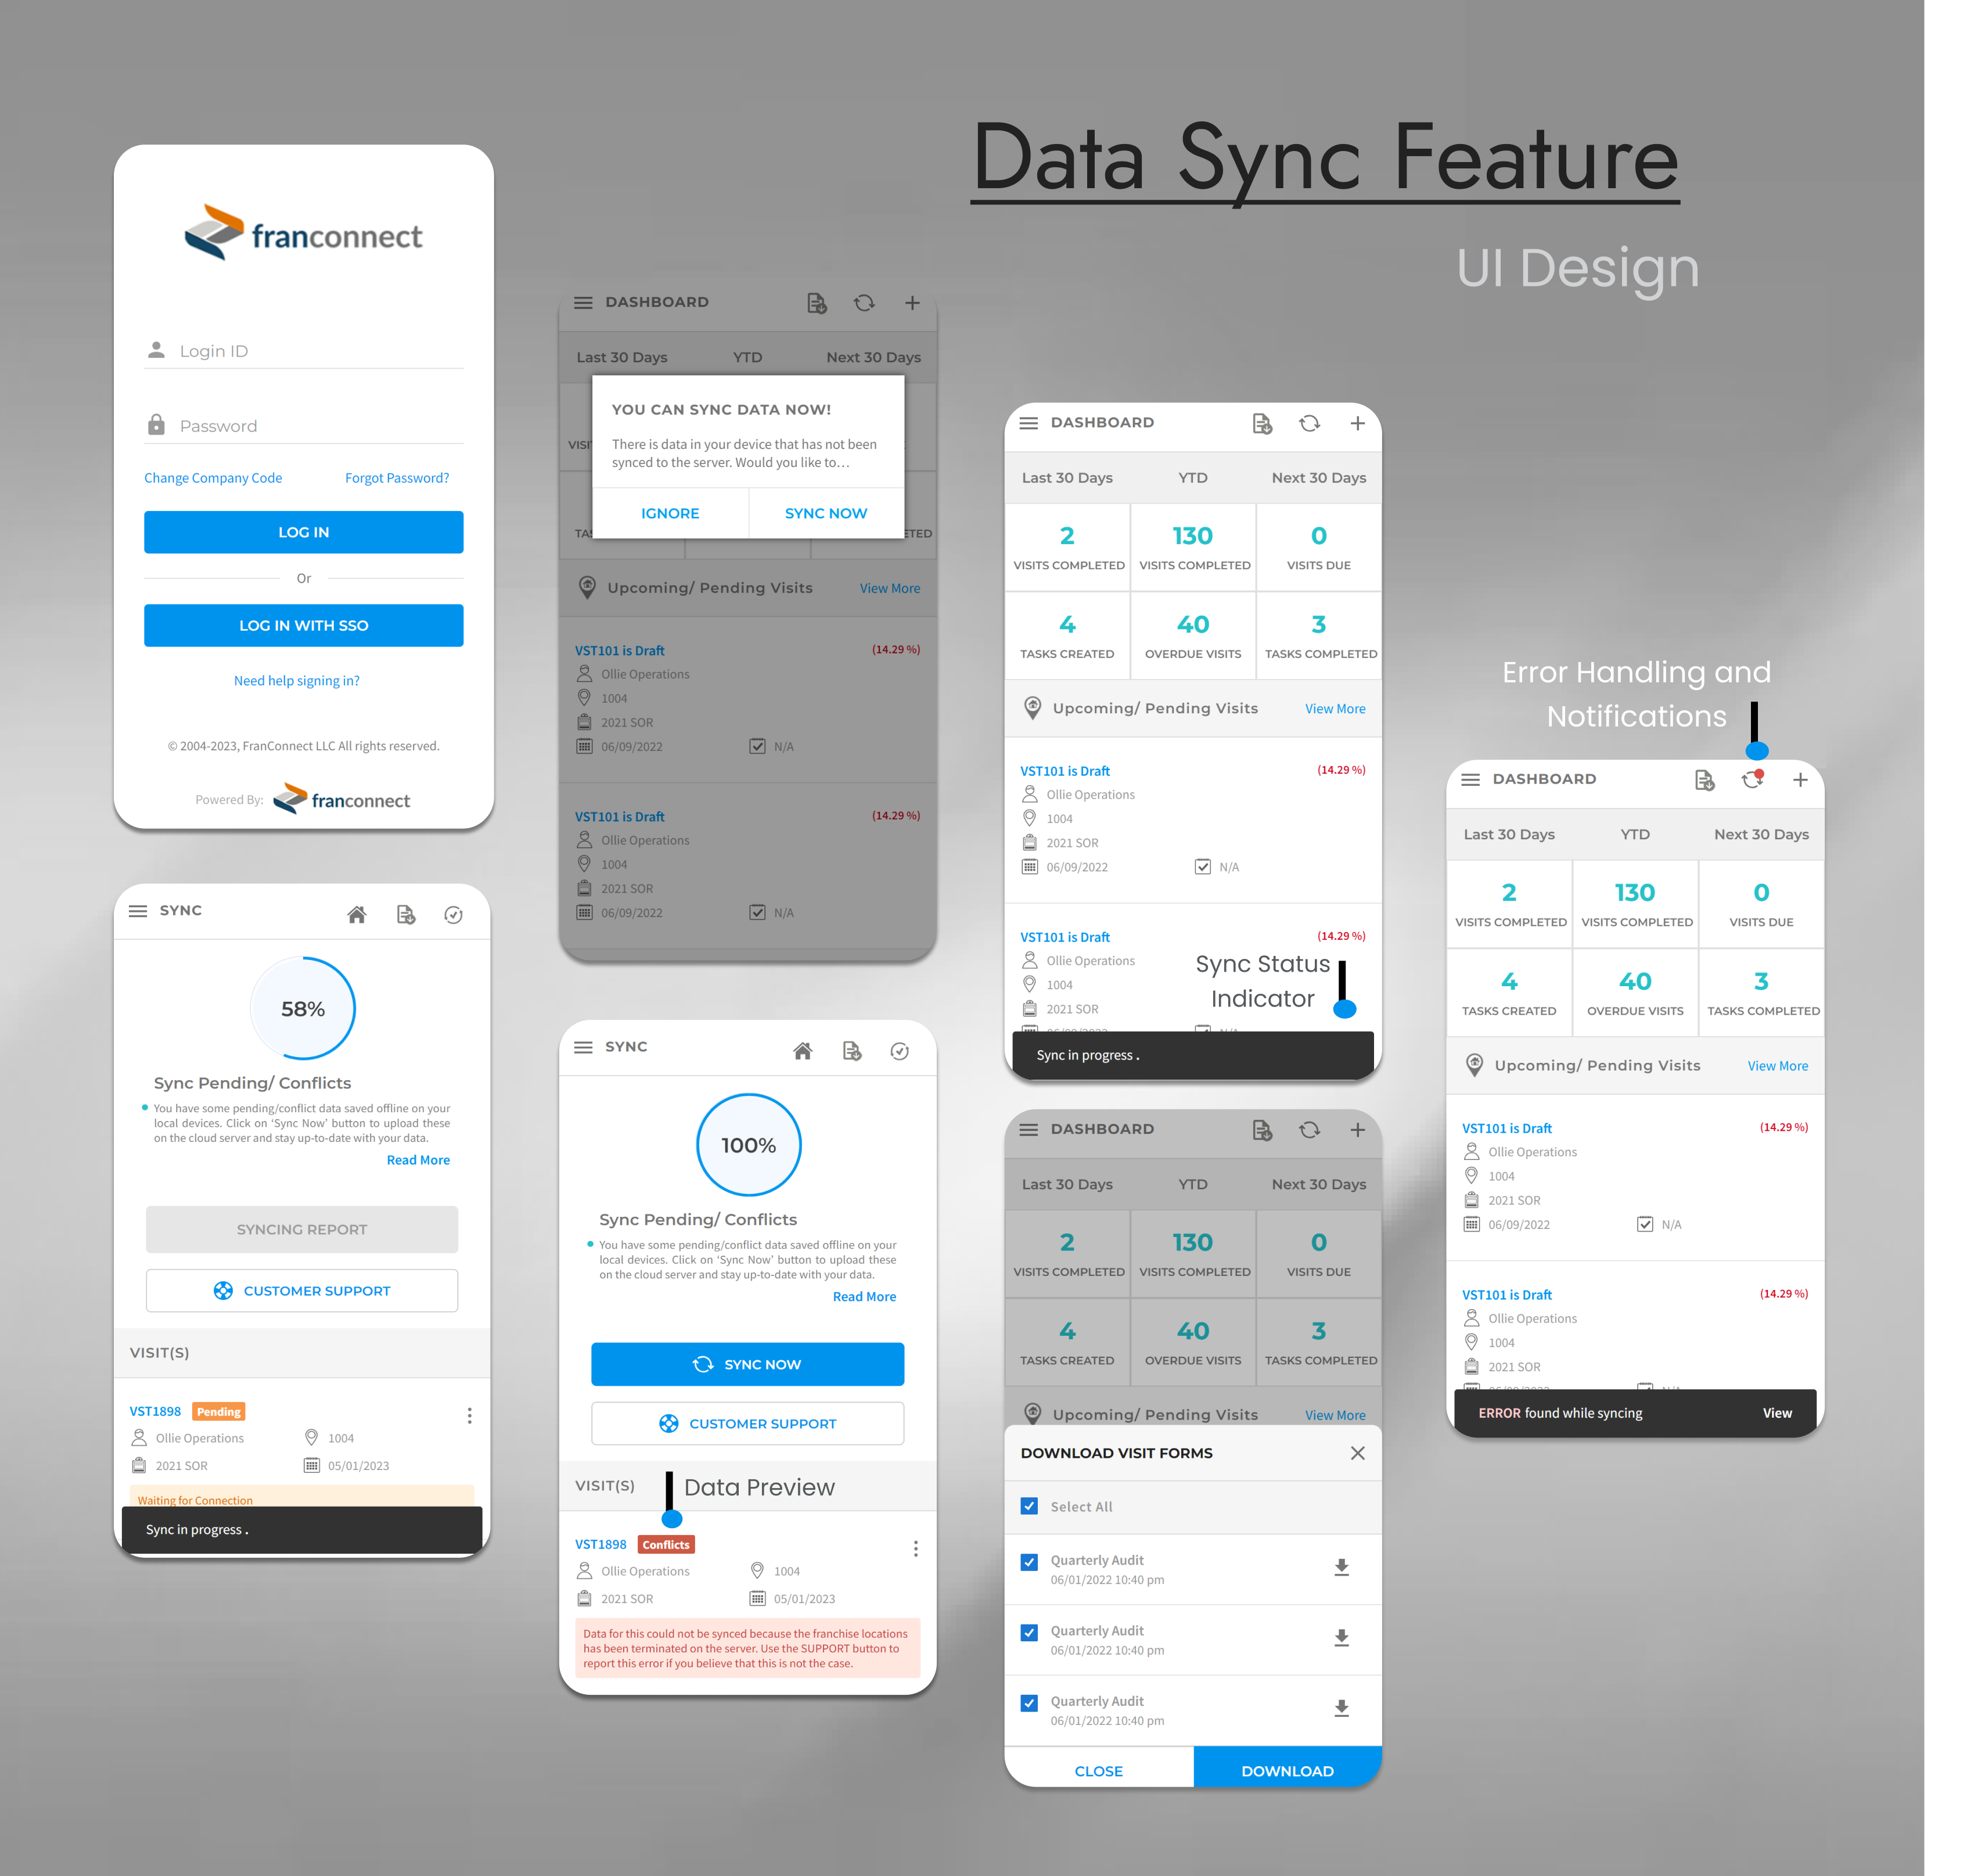 Data Sync Feature
UI Design
franconnect
Login ID
Password
Change Company Code Forgot Password?
LOG IN
Or
LOG IN WITH SSO
Need help signing in?
© 2004-2023, FranConnect LLC All rights reserved.
Powered By: franconnect
SYNC
58%
Sync Pending/ Conflicts
You have some pending/conflict data saved offline on your
local devices. Click on ‘Sync Now’ button to upload these
on the cloud server and stay up-to-date with your data.
Read More
SYNCING REPORT
CUSTOMER SUPPORT
VISIT(S)
VST1898 Pending
Ollie Operations 1004
2021 SOR 05/01/2023
Waiting for Connection
Sync in progress .
DASHBOARD
Last 30 Days YTD Next 30 Days
YOU CAN SYNC DATA NOW!
There is data in your device that has not been
synced to the server. Would you like to...
IGNORE SYNC NOW
Upcoming/ Pending Visits View More
VST101 is Draft (14.29 %)
Ollie Operations
1004
2021 SOR
06/09/2022 N/A
VST101 is Draft (14.29 %)
Ollie Operations
1004
2021 SOR
06/09/2022 N/A
SYNC
100%
Sync Pending/ Conflicts
You have some pending/conflict data saved offline on your
local devices. Click on ‘Sync Now’ button to upload these
on the cloud server and stay up-to-date with your data.
Read More
SYNC NOW
CUSTOMER SUPPORT
VISIT(S) Data Preview
VST1898 Conflicts
Ollie Operations 1004
2021 SOR 05/01/2023
Data for this could not be synced because the franchise locations
has been terminated on the server. Use the SUPPORT button to
report this error if you believe that this is not the case.
DASHBOARD
Last 30 Days YTD Next 30 Days
2 130 0
VISITS COMPLETED VISITS COMPLETED VISITS DUE
4 40 3
TASKS CREATED OVERDUE VISITS TASKS COMPLETED
Upcoming/ Pending Visits View More
VST101 is Draft (14.29 %)
Ollie Operations
1004
2021 SOR
06/09/2022 N/A
VST101 is Draft (14.29 %)
Ollie Operations
1004
2021 SOR
Sync Status
Indicator
Sync in progress .
DASHBOARD
Last 30 Days YTD Next 30 Days
2 130 0
VISITS COMPLETED VISITS COMPLETED VISITS DUE
4 40 3
TASKS CREATED OVERDUE VISITS TASKS COMPLETED
Upcoming/ Pending Visits View More
DOWNLOAD VISIT FORMS
Select All
Quarterly Audit
06/01/2022 10:40 pm
Quarterly Audit
06/01/2022 10:40 pm
Quarterly Audit
06/01/2022 10:40 pm
CLOSE DOWNLOAD
Error Handling and
Notifications
DASHBOARD
Last 30 Days YTD Next 30 Days
2 130 0
VISITS COMPLETED VISITS COMPLETED VISITS DUE
4 40 3
TASKS CREATED OVERDUE VISITS TASKS COMPLETED
Upcoming/ Pending Visits View More
VST101 is Draft (14.29 %)
Ollie Operations
1004
2021 SOR
06/09/2022 N/A
VST101 is Draft (14.29 %)
Ollie Operations
1004
2021 SOR
ERROR found while syncing View